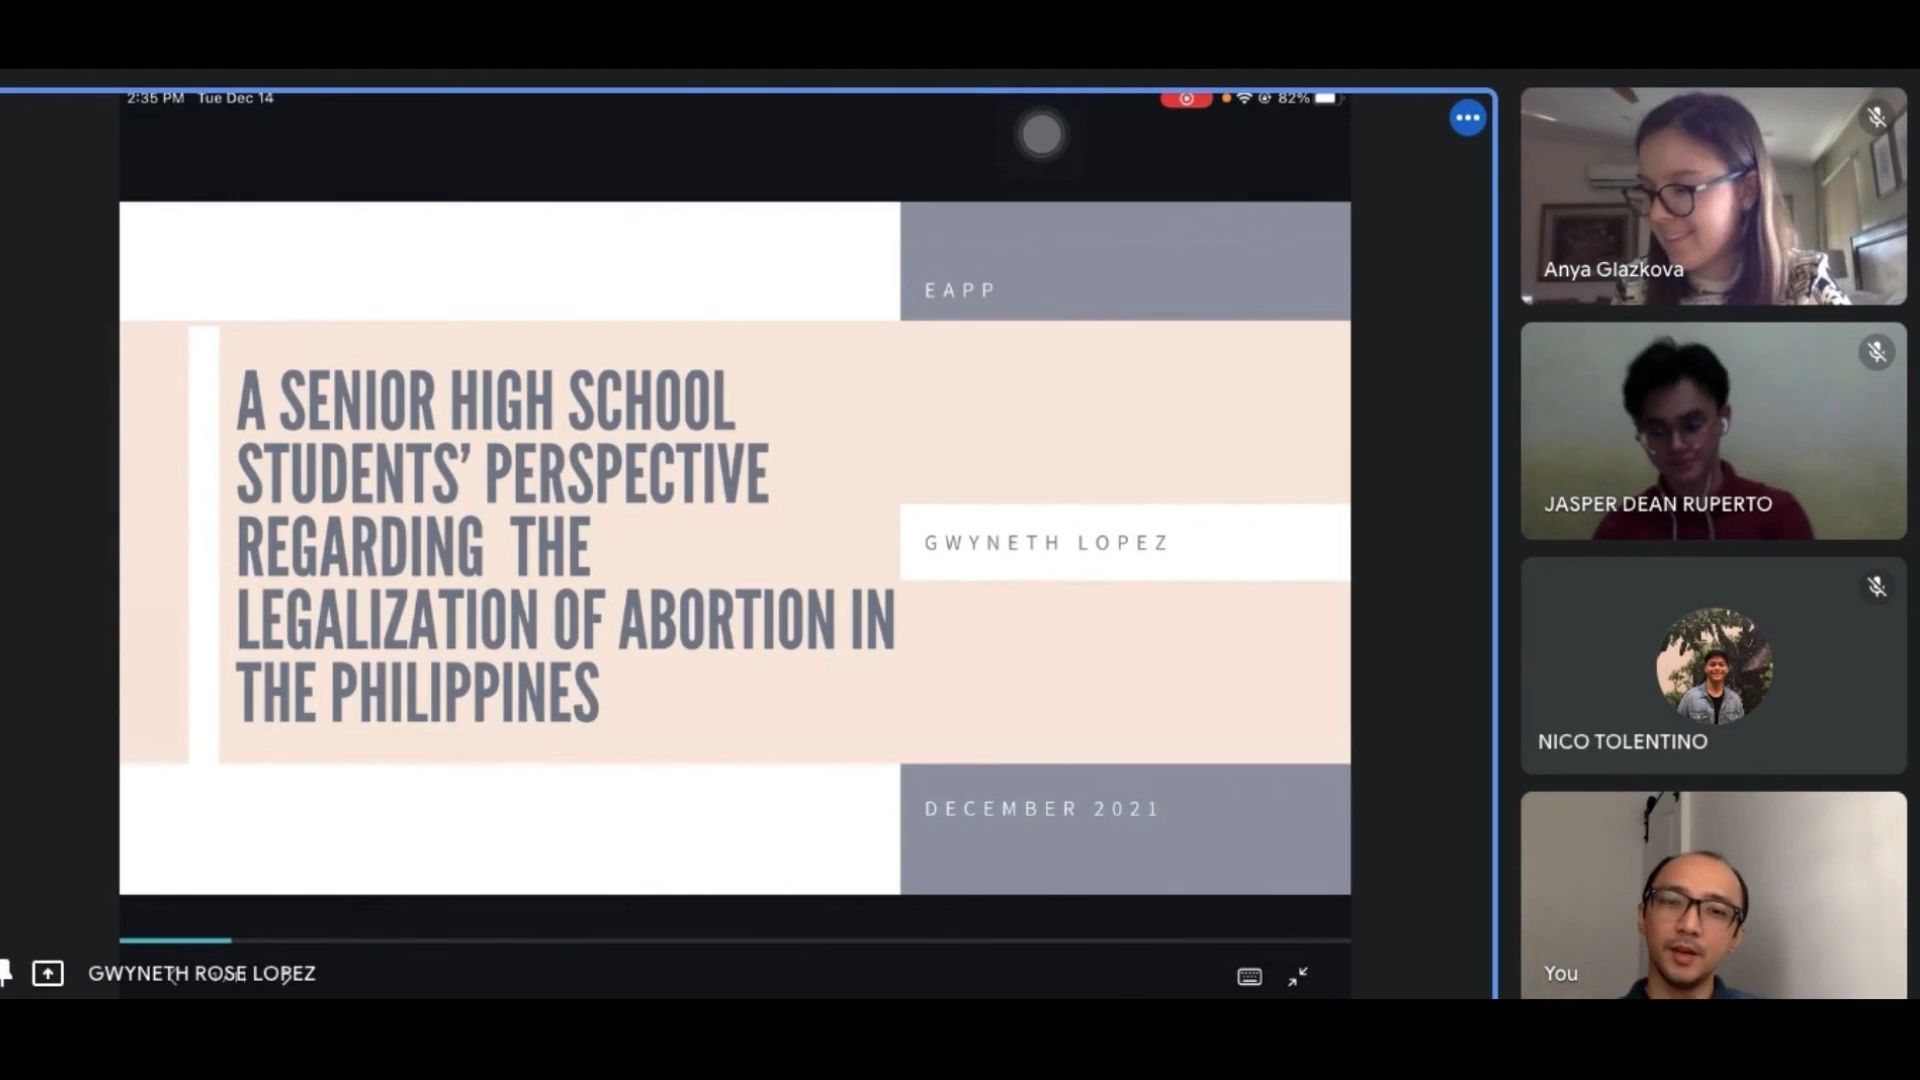 2:35 PM Tue Dec 14
82%
EAPP
A SENIOR HIGH SCHOOL
STUDENTS' PERSPECTIVE
REGARDING THE
LEGALIZATION OF ABORTION IN
THE PHILIPPINES
GWYNETH LOPEZ
DECEMBER 2021
GWYNETH ROSE LOPEZ
Anya Glazkova
JASPER DEAN RUPERTO
NICO TOLENTINO
You